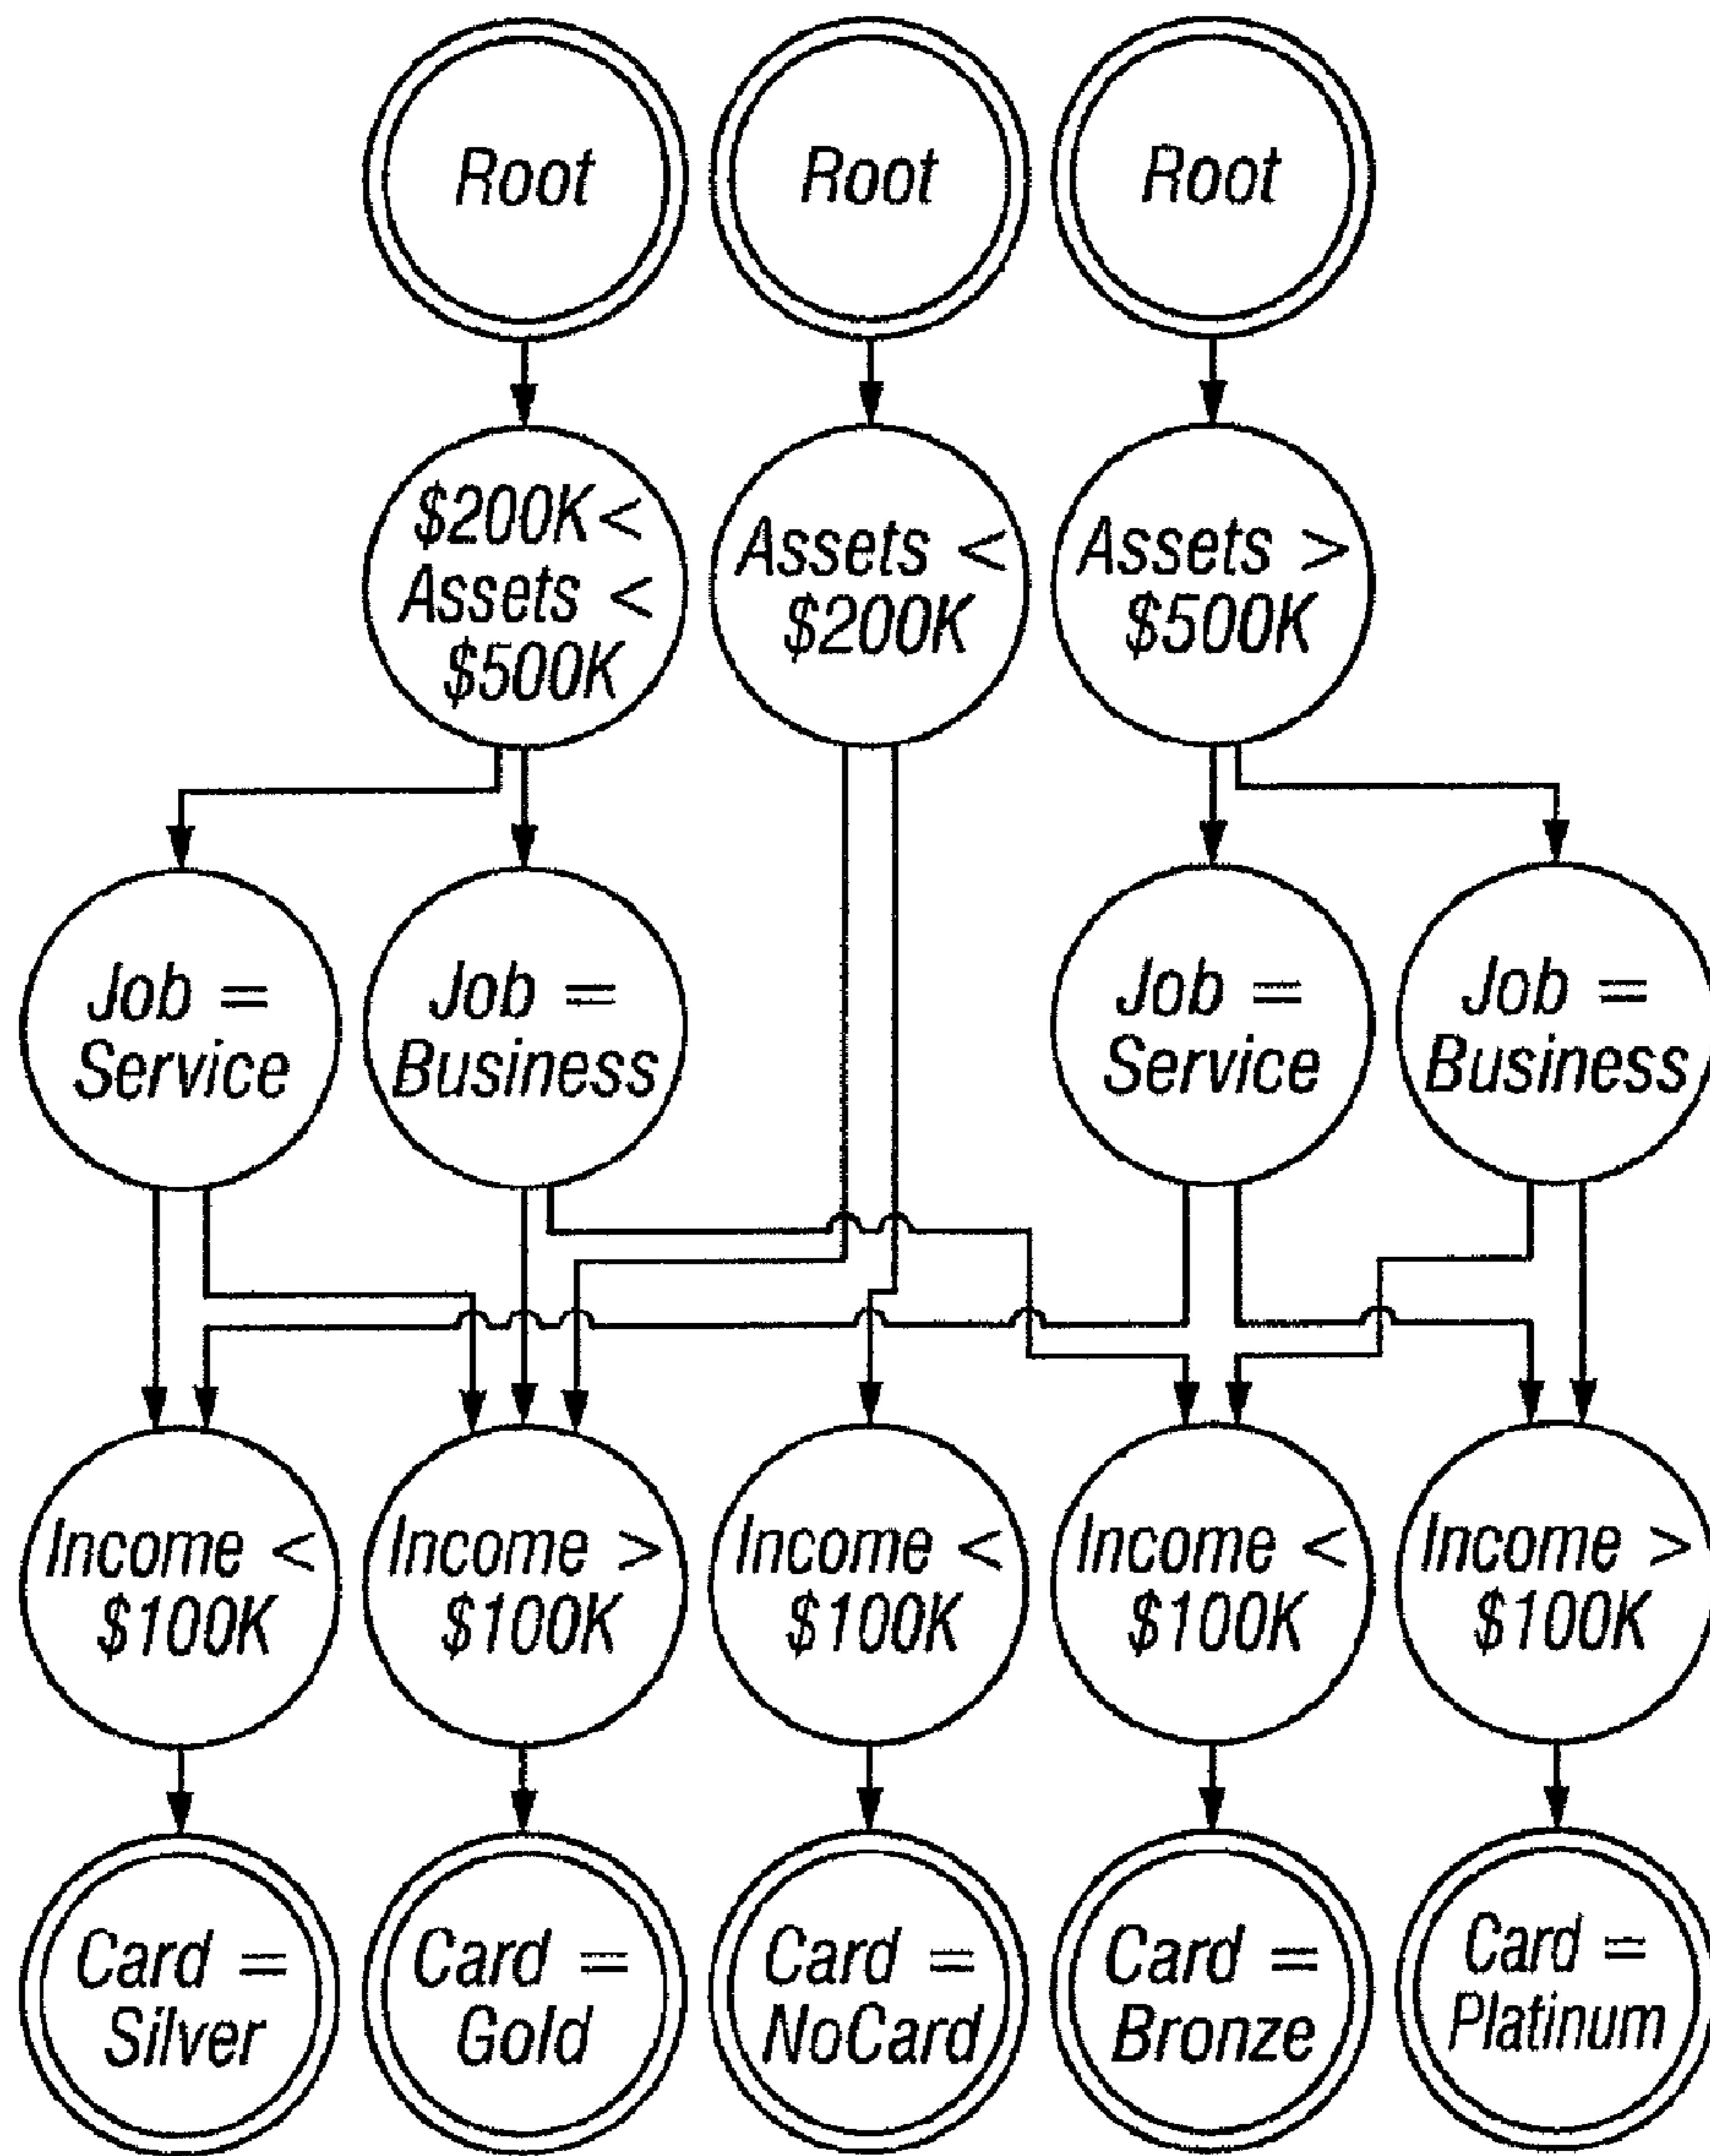 Root
Root
Root
$200K <
Assets <
$500K
Assets <
$200K
Assets >
$500K
Job =
Service
Job =
Business
Job =
Service
Job =
Business
Income <
$100K
Income >
$100K
Income <
$100K
Income <
$100K
Income >
$100K
Card =
Silver
Card =
Gold
Card =
NoCard
Card =
Bronze
Card =
Platinum